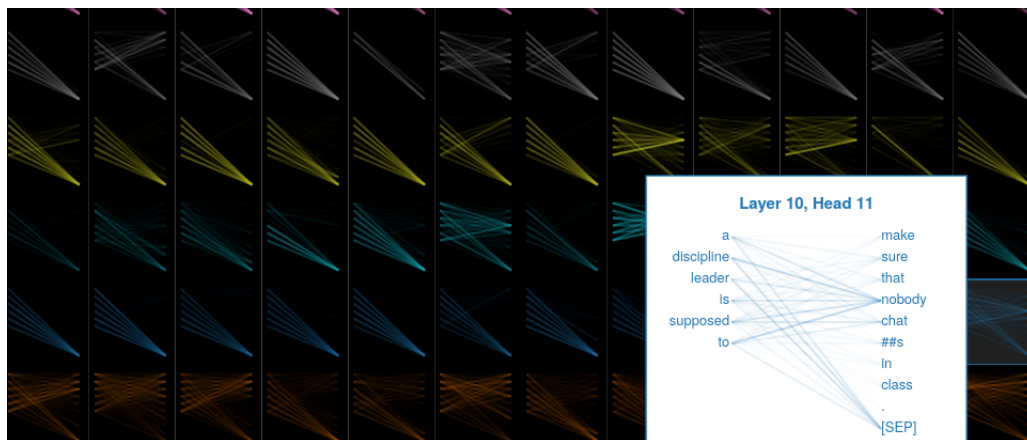 Layer 10, Head 11
a make
discipline sure
leader that
is nobody
supposed chat
to ##s
in
class
.
[SEP]